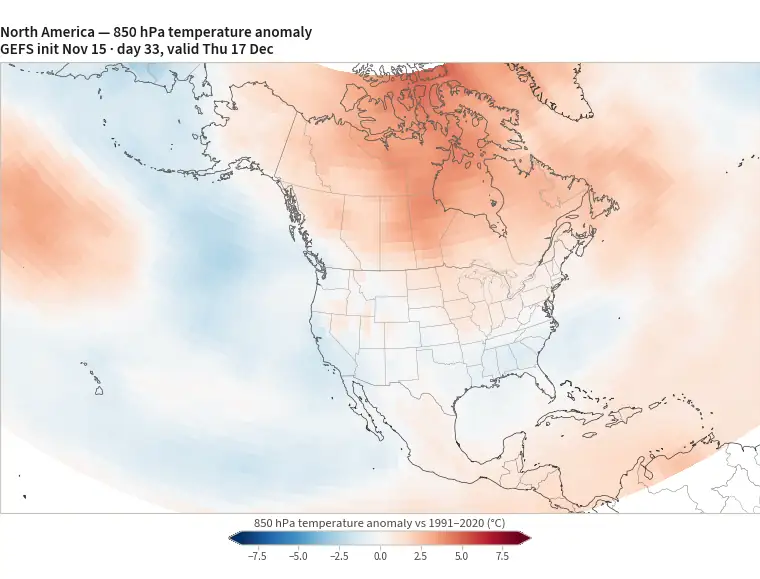 North America — 850 hPa temperature anomaly
GEFS init Nov 15 · day 33, valid Thu 17 Dec
850 hPa temperature anomaly vs 1991–2020 (°C)
−7.5 −5.0 −2.5 0.0 2.5 5.0 7.5